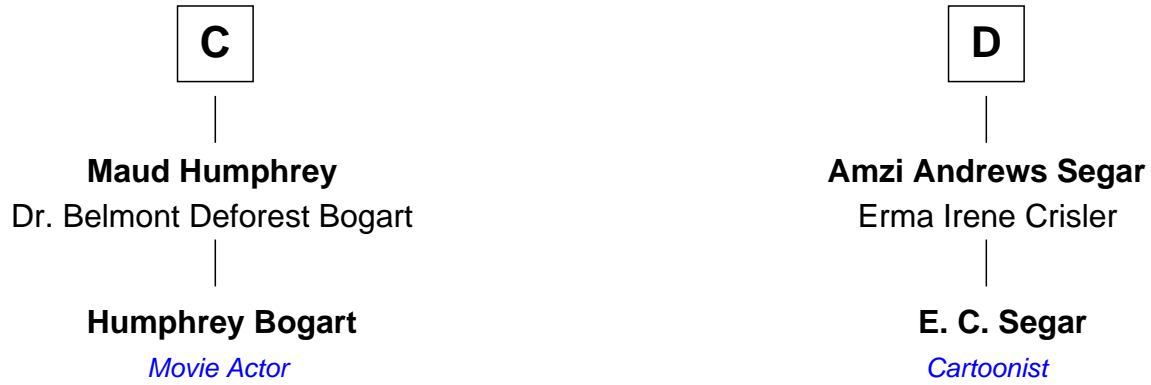 C
Maud Humphrey
Dr. Belmont Deforest Bogart
Humphrey Bogart
Movie Actor
D
Amzi Andrews Segar
Erma Irene Crisler
E. C. Segar
Cartoonist